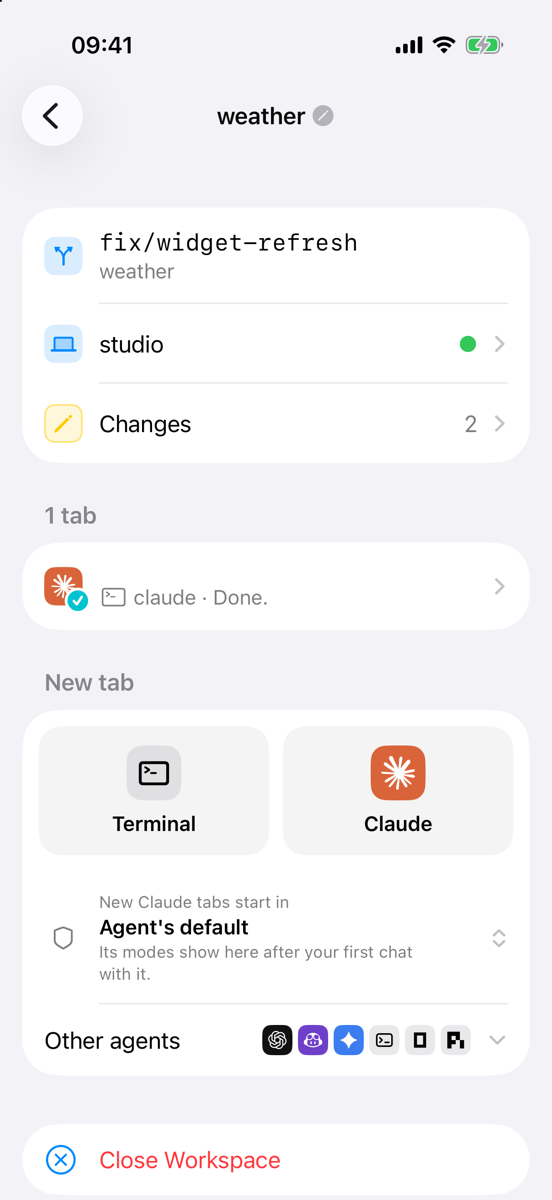 09:41
weather
fix/widget-refresh
weather
studio
Changes
2
1 tab
claude · Done.
New tab
Terminal
Claude
New Claude tabs start in
Agent's default
Its modes show here after your first chat
with it.
Other agents
Close Workspace